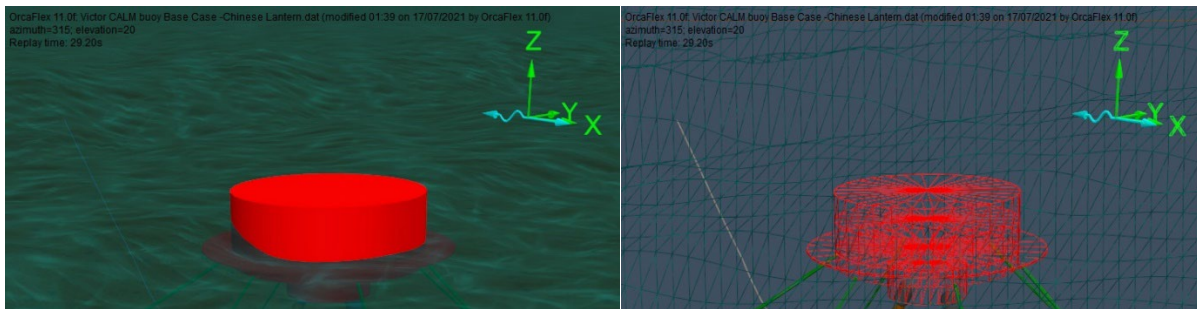 OrcaFlex 11.0f: Victor CALM buoy Base Case -Chinese Lantern.dat (modified 01:39 on 17/07/2021 by OrcaFlex 11.0f)
azimuth=315; elevation=20
Replay time: 29.20s
Z
Y
X
OrcaFlex 11.0f: Victor CALM buoy Base Case -Chinese Lantern.dat (modified 01:39 on 17/07/2021 by OrcaFlex 11.0f)
azimuth=315; elevation=20
Replay time: 29.20s
Z
Y
X